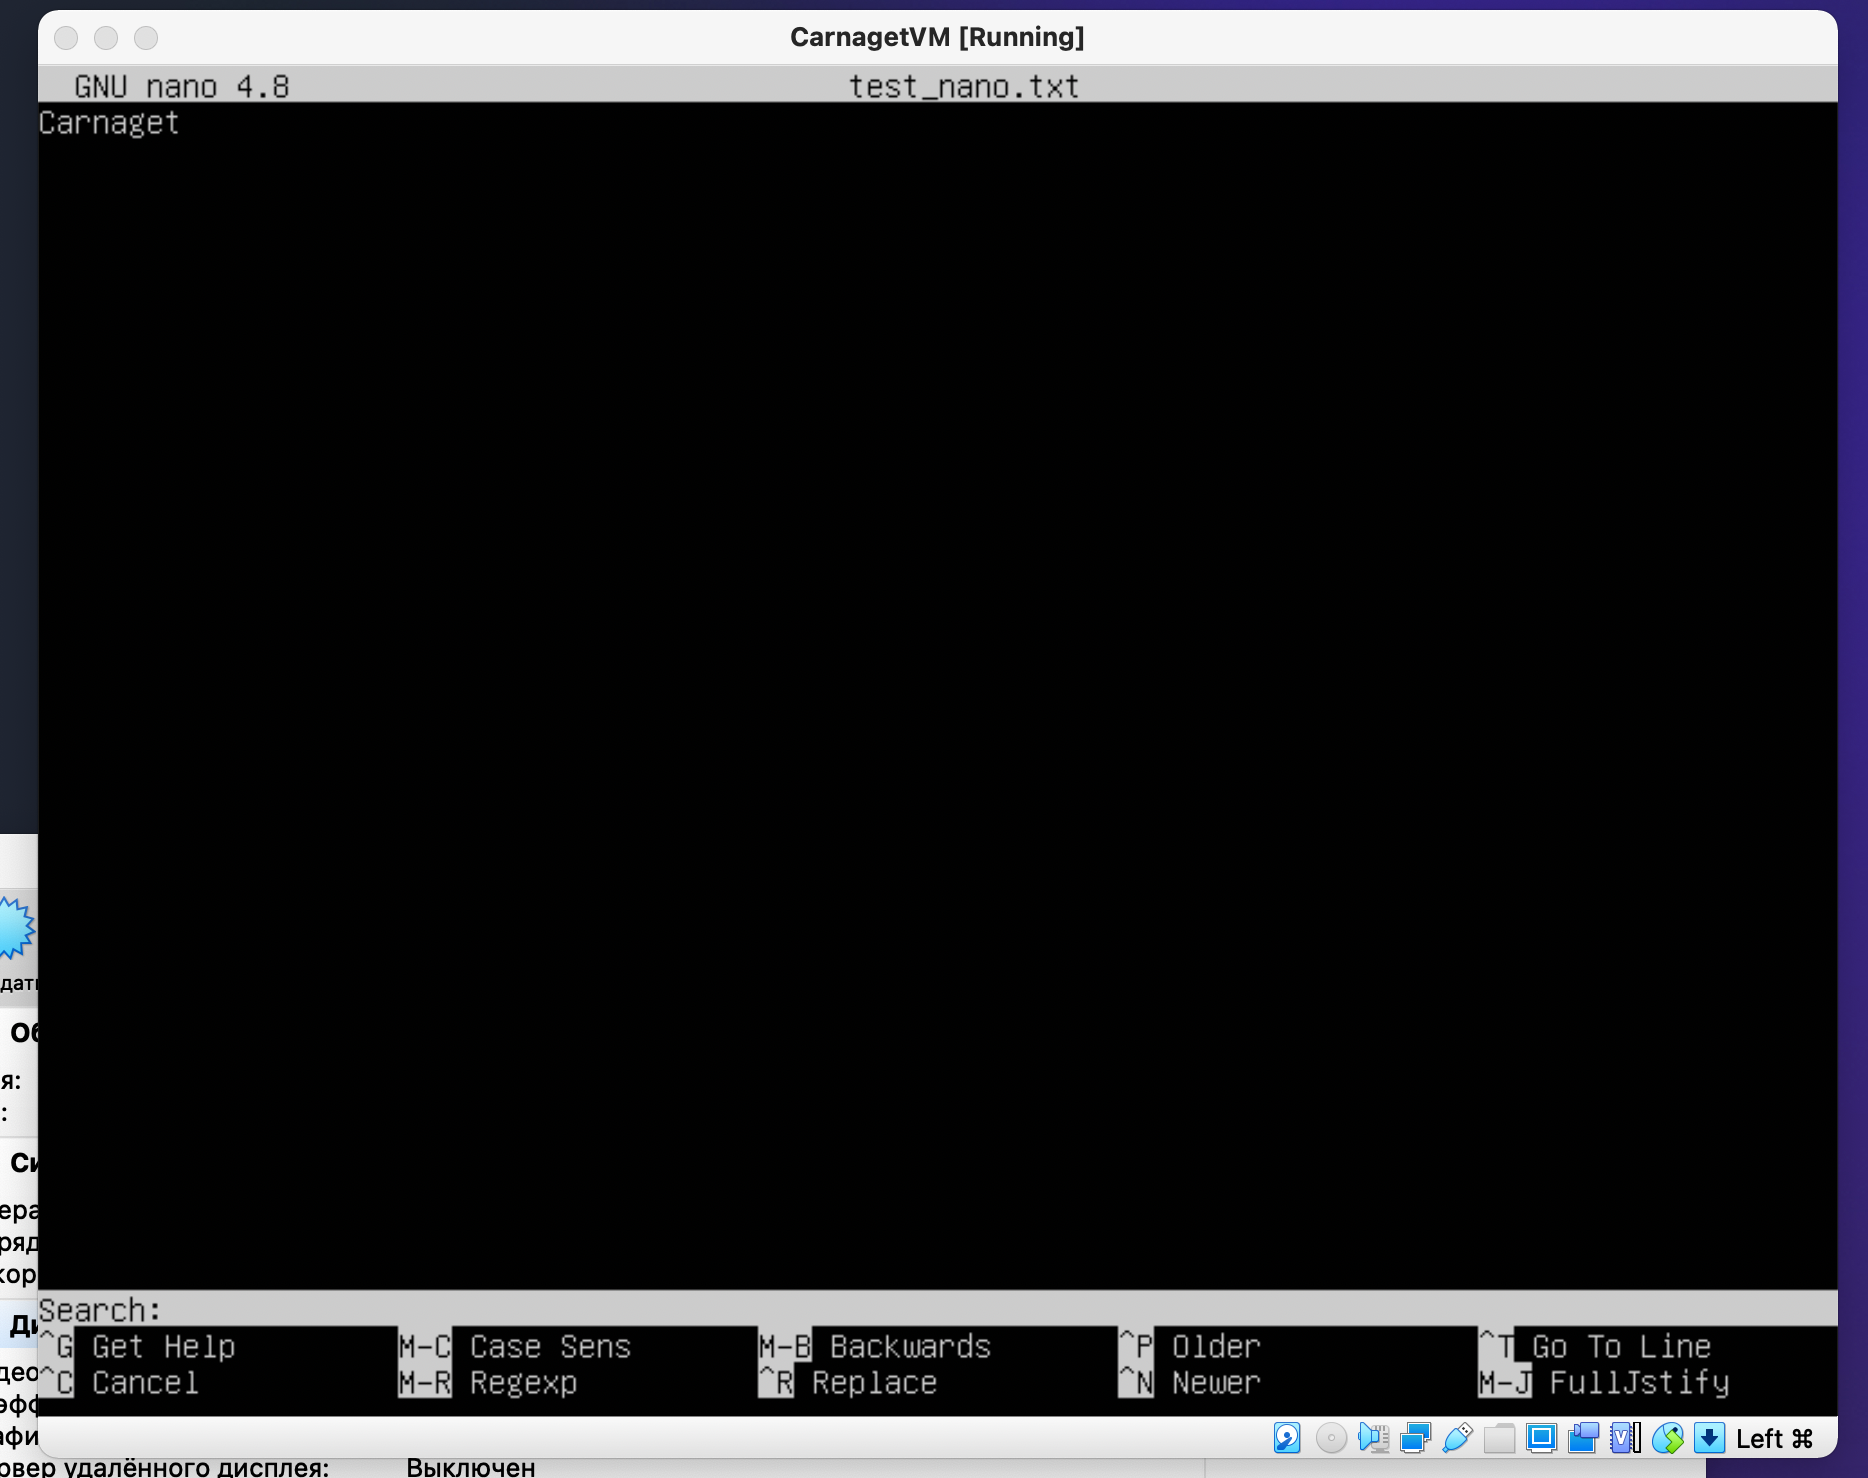 CarnagetVM [Running]
GNU nano 4.8 test_nano.txt
Carnaget
Search:
^G Get Help M-C Case Sens M-B Backwards ^P Older ^T Go To Line
^C Cancel M-R Regexp ^R Replace ^N Newer M-J FullJstify
Left ⌘
дать
Об
я:
:
Си
ера
ряд
кор
Ди
део
эфф
афи
овер удалённого дисплея: Выключен